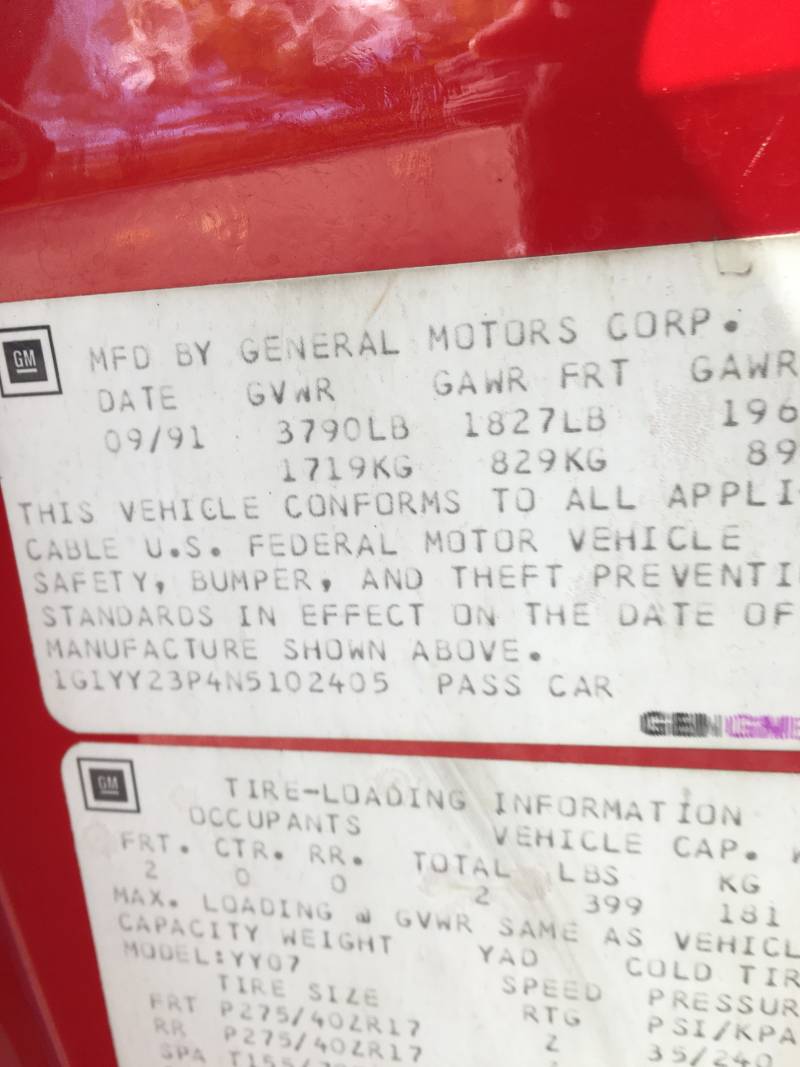 GM
MFD BY GENERAL MOTORS CORP.
DATE GVWR GAWR FRT GAWR
09/91 3790LB 1827LB 196
1719KG 829KG 89
THIS VEHICLE CONFORMS TO ALL APPLI
CABLE U.S. FEDERAL MOTOR VEHICLE
SAFETY, BUMPER, AND THEFT PREVENTI
STANDARDS IN EFFECT ON THE DATE OF
MANUFACTURE SHOWN ABOVE.
1G1YY23P4N5102405 PASS CAR
GEN GME
GM
TIRE-LOADING INFORMATION
OCCUPANTS VEHICLE CAP.
FRT. CTR. RR. TOTAL LBS KG
2 0 0 2 399 181
MAX. LOADING @ GVWR SAME AS VEHICL
CAPACITY WEIGHT
MODEL:YY07 YAD COLD TIR
TIRE SIZE SPEED PRESSUR
FRT P275/40ZR17 RTG PSI/KPA
RR P275/40ZR17 Z 35/240
SPA